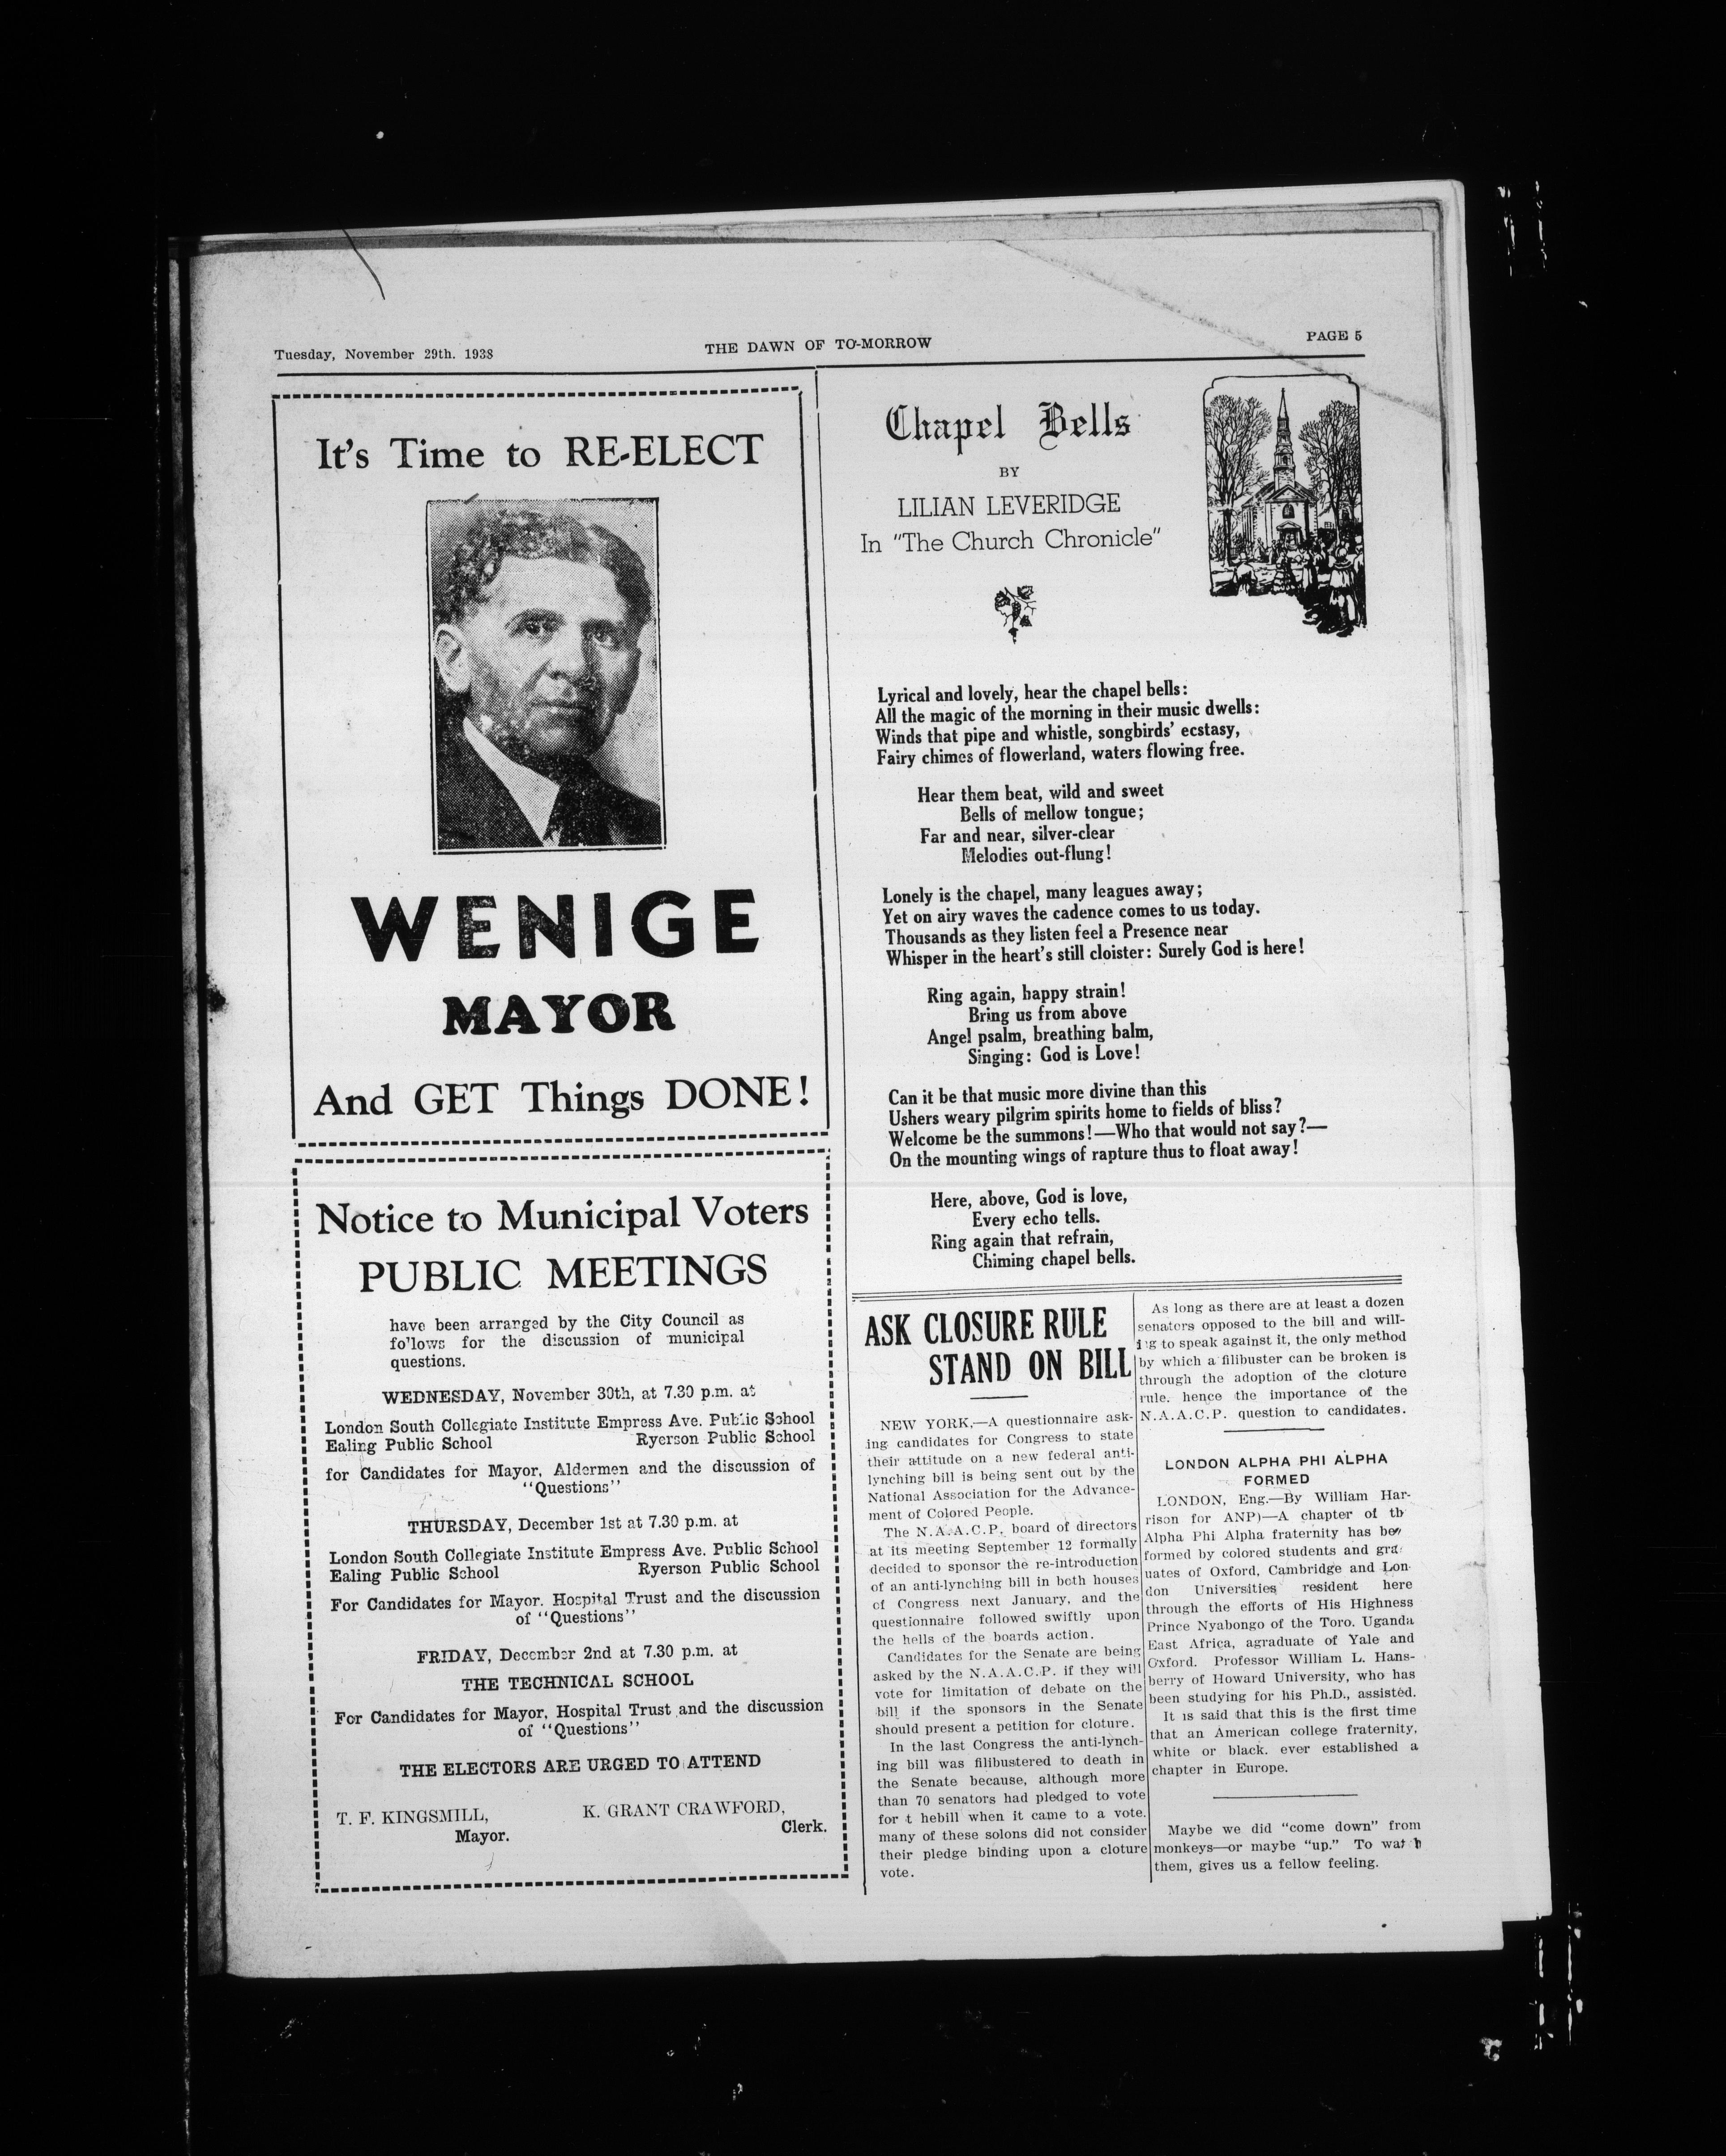 Tuesday, November 29th. 1938
THE DAWN OF TO-MORROW
PAGE 5
It's Time to RE-ELECT
WENIGE
MAYOR
And GET Things DONE!
Notice to Municipal Voters
PUBLIC MEETINGS
have been arranged by the City Council as
fo'lows for the discussion of municipal
questions.
WEDNESDAY, November 30th, at 7.30 p.m. at
London South Collegiate Institute Empress Ave. Public School
Ealing Public School Ryerson Public School
for Candidates for Mayor, Aldermen and the discussion of
"Questions"
THURSDAY, December 1st at 7.30 p.m. at
London South Collegiate Institute Empress Ave. Public School
Ealing Public School Ryerson Public School
For Candidates for Mayor. Hospital Trust and the discussion
of "Questions"
FRIDAY, December 2nd at 7.30 p.m. at
THE TECHNICAL SCHOOL
For Candidates for Mayor, Hospital Trust and the discussion
of "Questions"
THE ELECTORS ARE URGED TO ATTEND
T. F. KINGSMILL,
Mayor.
K. GRANT CRAWFORD,
Clerk.
Chapel Bells
BY
LILIAN LEVERIDGE
In "The Church Chronicle"
Lyrical and lovely, hear the chapel bells:
All the magic of the morning in their music dwells:
Winds that pipe and whistle, songbirds' ecstasy,
Fairy chimes of flowerland, waters flowing free.
Hear them beat, wild and sweet
Bells of mellow tongue;
Far and near, silver-clear
Melodies out-flung!
Lonely is the chapel, many leagues away;
Yet on airy waves the cadence comes to us today.
Thousands as they listen feel a Presence near
Whisper in the heart's still cloister: Surely God is here!
Ring again, happy strain!
Bring us from above
Angel psalm, breathing balm,
Singing: God is Love!
Can it be that music more divine than this
Ushers weary pilgrim spirits home to fields of bliss?
Welcome be the summons!—Who that would not say?—
On the mounting wings of rapture thus to float away!
Here, above, God is love,
Every echo tells.
Ring again that refrain,
Chiming chapel bells.
ASK CLOSURE RULE
STAND ON BILL
NEW YORK,—A questionnaire ask-
ing candidates for Congress to state
their attitude on a new federal anti-
lynching bill is being sent out by the
National Association for the Advance-
ment of Colored People.
The N.A.A.C.P. board of directors
at its meeting September 12 formally
decided to sponsor the re-introduction
of an anti-lynching bill in both houses
of Congress next January, and the
questionnaire followed swiftly upon
the hells of the boards action.
Candidates for the Senate are being
asked by the N.A.A.C.P. if they will
vote for limitation of debate on the
bill if the sponsors in the Senate
should present a petition for cloture.
In the last Congress the anti-lynch-
ing bill was filibustered to death in
the Senate because, although more
than 70 senators had pledged to vote
for t hebill when it came to a vote.
many of these solons did not consider
their pledge binding upon a cloture
vote.
As long as there are at least a dozen
senators opposed to the bill and will-
ing to speak against it, the only method
by which a filibuster can be broken is
through the adoption of the cloture
rule. hence the importance of the
N.A.A.C.P. question to candidates.
LONDON ALPHA PHI ALPHA
FORMED
LONDON, Eng.—By William Har-
rison for ANP)—A chapter of th
Alpha Phi Alpha fraternity has been
formed by colored students and grad
uates of Oxford, Cambridge and Lon-
don Universities resident here
through the efforts of His Highness
Prince Nyabongo of the Toro. Uganda
East Africa, agraduate of Yale and
Oxford. Professor William L. Hans-
berry of Howard University, who has
been studying for his Ph.D., assisted.
It is said that this is the first time
that an American college fraternity,
white or black. ever established a
chapter in Europe.
Maybe we did "come down" from
monkeys—or maybe "up." To watch
them, gives us a fellow feeling.